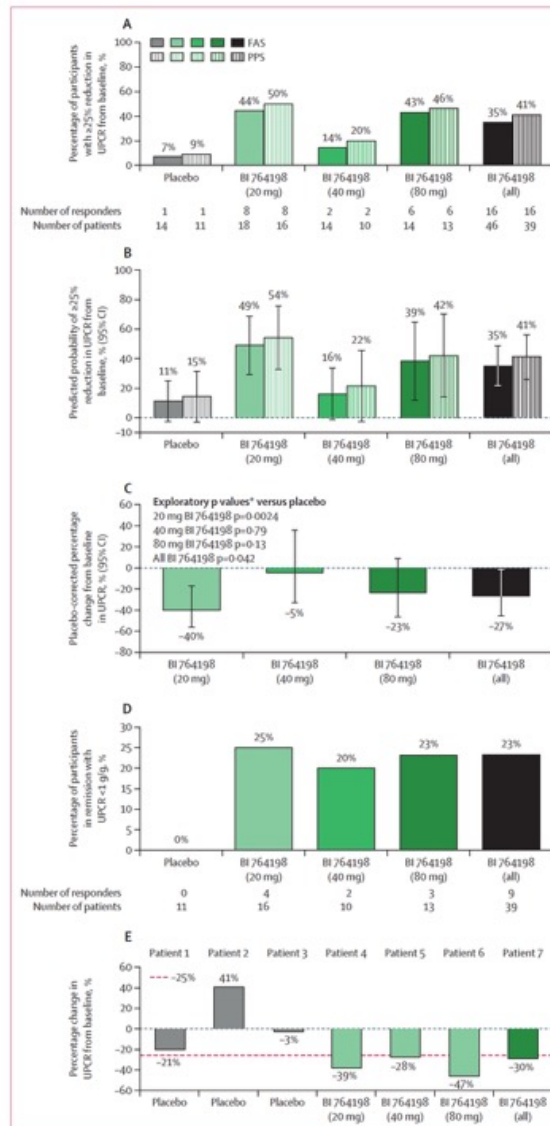 A
Percentage of participants
with ≥25% reduction in
UPCR from baseline, %
100
80
60
40
20
0
FAS
PPS
7%
9%
44%
50%
14%
20%
43%
46%
35%
41%
Placebo
BI 764198
(20 mg)
BI 764198
(40 mg)
BI 764198
(80 mg)
BI 764198
(all)
Number of responders 1 1 8 8 2 2 6 6 16 16
Number of patients 14 11 18 16 14 10 14 13 46 39
B
Predicted probability of ≥25%
reduction in UPCR from
baseline, % (95% CI)
100
80
60
40
20
0
–10
11%
15%
49%
54%
16%
22%
39%
42%
35%
41%
Placebo
BI 764198
(20 mg)
BI 764198
(40 mg)
BI 764198
(80 mg)
BI 764198
(all)
C
Placebo-corrected percentage
change from baseline
in UPCR, % (95% CI)
60
40
20
0
–20
–40
–60
–80
Exploratory p values* versus placebo
20 mg BI 764198 p=0·0024
40 mg BI 764198 p=0·79
80 mg BI 764198 p=0·13
All BI 764198 p=0·042
–40%
–5%
–23%
–27%
BI 764198
(20 mg)
BI 764198
(40 mg)
BI 764198
(80 mg)
BI 764198
(all)
D
Percentage of participants
in remission with
UPCR <1 g/g, %
30
25
20
15
10
5
0
0%
25%
20%
23%
23%
Placebo
BI 764198
(20 mg)
BI 764198
(40 mg)
BI 764198
(80 mg)
BI 764198
(all)
Number of responders 0 4 2 3 9
Number of patients 11 16 10 13 39
E
Percentage change in
UPCR from baseline, %
60
40
20
0
–20
–40
–60
Patient 1 Patient 2 Patient 3 Patient 4 Patient 5 Patient 6 Patient 7
–25%
–21%
41%
–3%
–39%
–28%
–47%
–30%
Placebo
Placebo
Placebo
BI 764198
(20 mg)
BI 764198
(40 mg)
BI 764198
(80 mg)
BI 764198
(all)